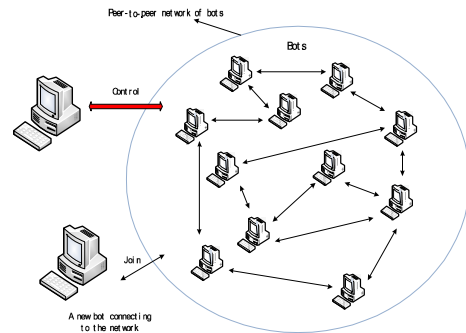 Peer-to-peer network of bots
Bots
Control
Join
A new bot connecting
to the network